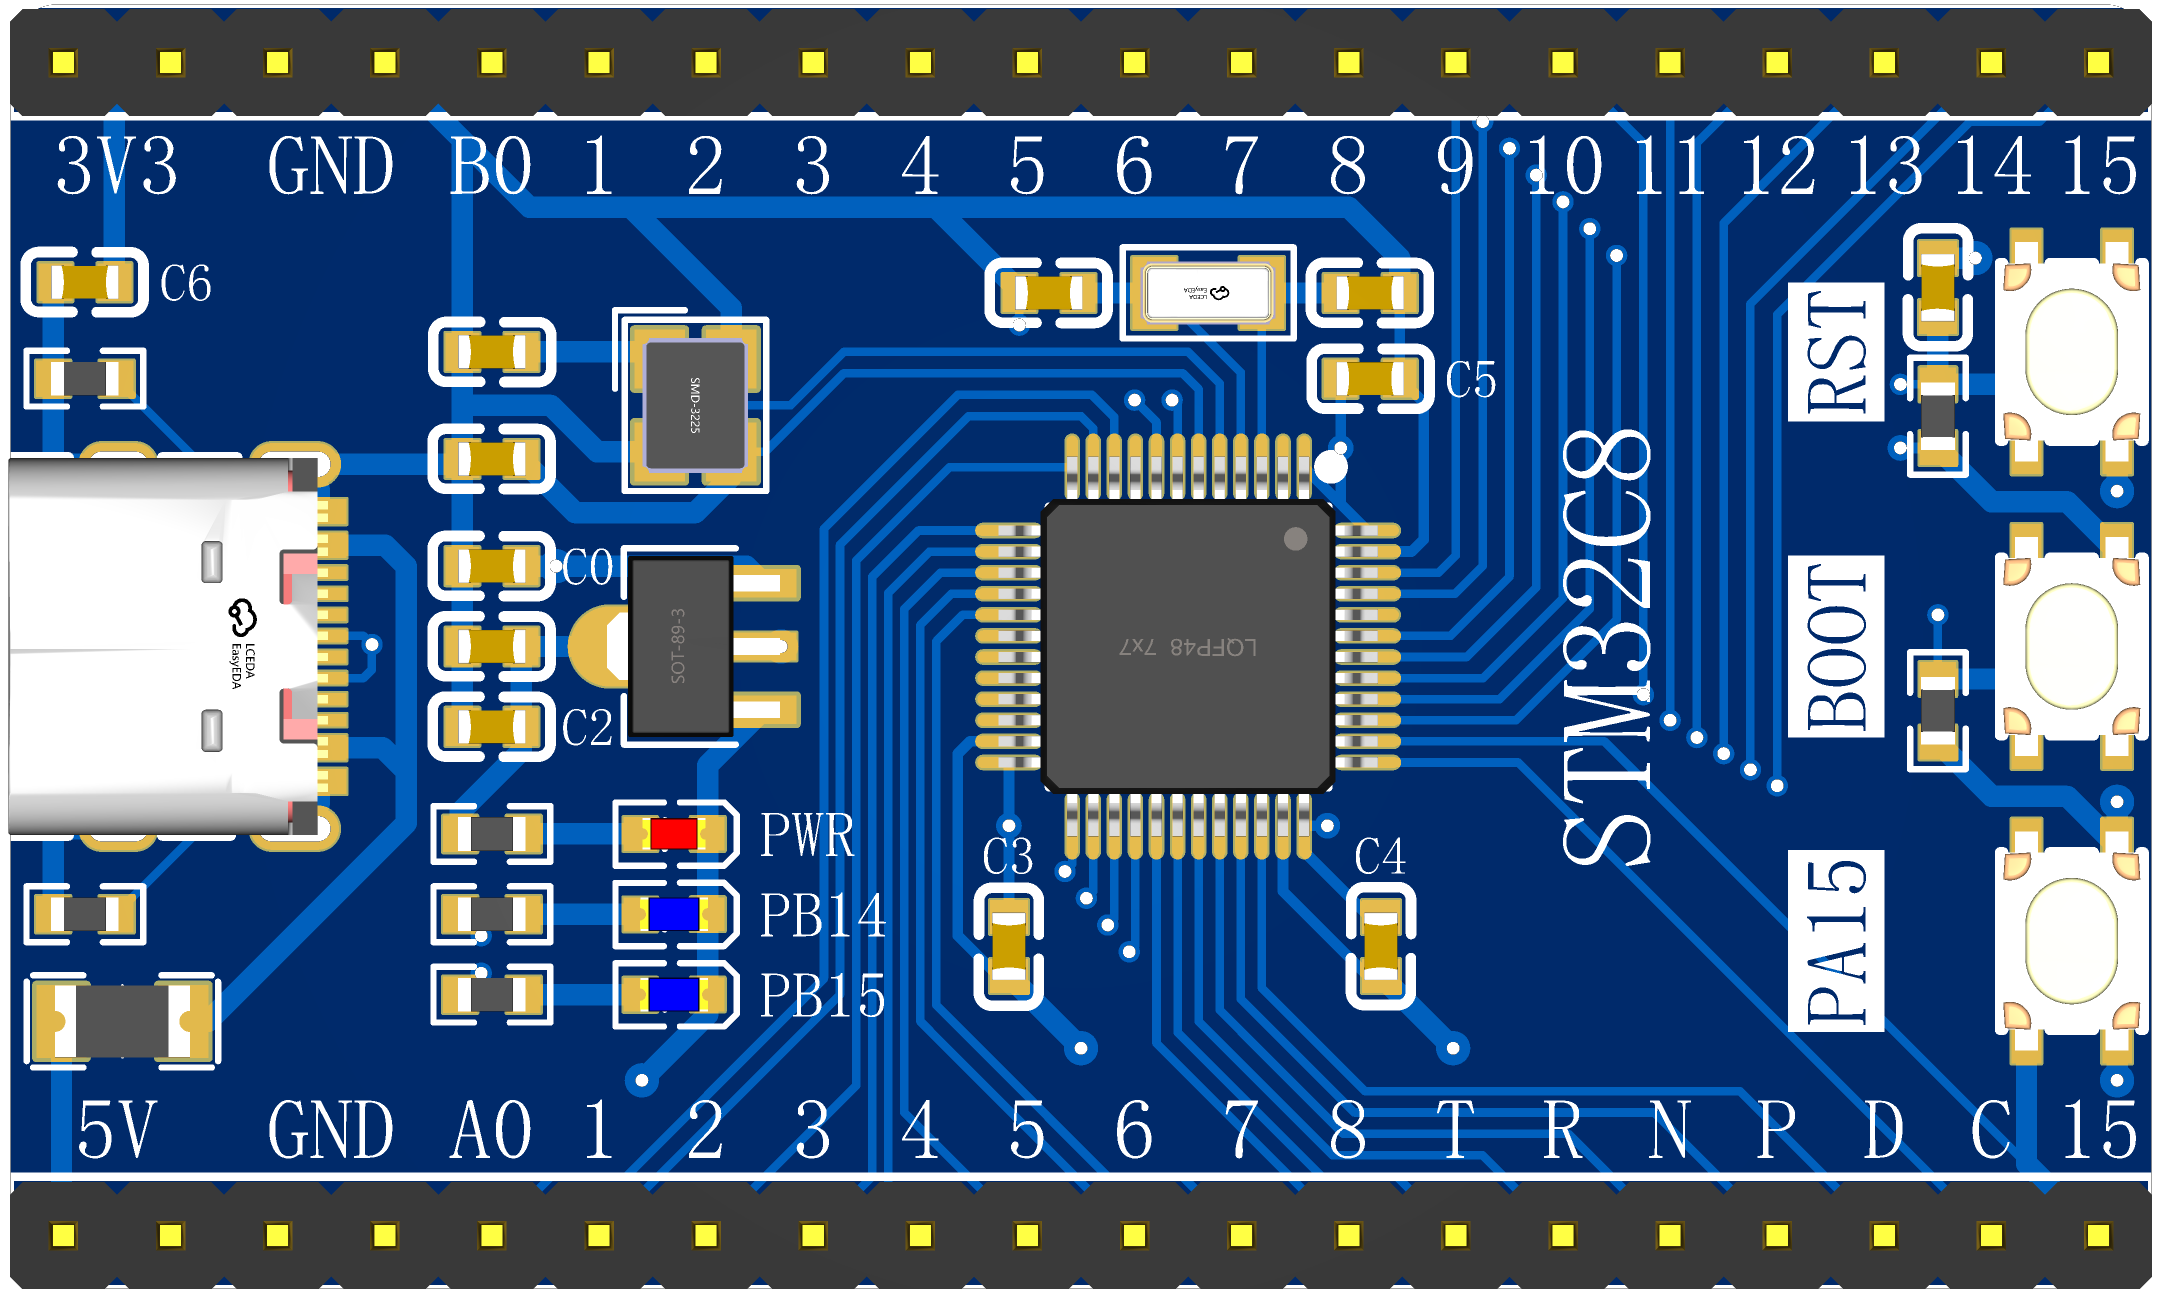 3V3 GND B0 1 2 3 4 5 6 7 8 9 10 11 12 13 14 15
C6
LCEDA
EasyEDA
C5
RST
SMD-3225
STM32C8
C0
SOT-89-3
LQFP48 7x7
BOOT
LCEDA
EasyEDA
C2
PWR
C3
C4
PB14
PA15
PB15
5V GND A0 1 2 3 4 5 6 7 8 T R N P D C 15